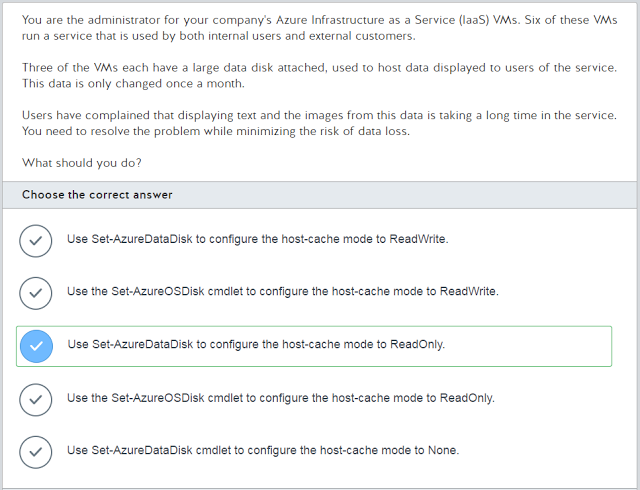 You are the administrator for your company's Azure Infrastructure as a Service (IaaS) VMs. Six of these VMs
run a service that is used by both internal users and external customers.
Three of the VMs each have a large data disk attached, used to host data displayed to users of the service.
This data is only changed once a month.
Users have complained that displaying text and the images from this data is taking a long time in the service.
You need to resolve the problem while minimizing the risk of data loss.
What should you do?
Choose the correct answer
Use Set-AzureDataDisk to configure the host-cache mode to ReadWrite.
Use the Set-AzureOSDisk cmdlet to configure the host-cache mode to ReadWrite.
Use Set-AzureDataDisk to configure the host-cache mode to ReadOnly.
Use the Set-AzureOSDisk cmdlet to configure the host-cache mode to ReadOnly.
Use Set-AzureDataDisk cmdlet to configure the host-cache mode to None.